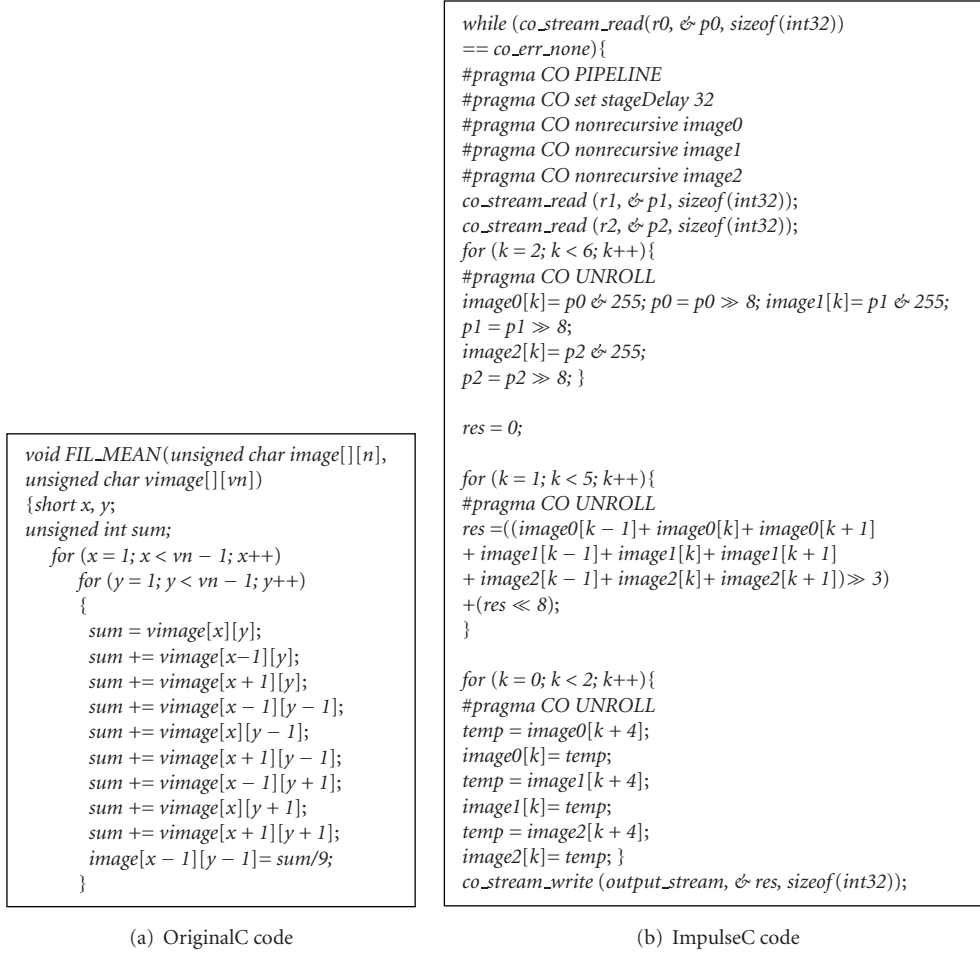 void FIL_MEAN(unsigned char image[][n],
unsigned char vimage[][vn])
{short x, y;
unsigned int sum;
for (x = 1; x < vn − 1; x++)
for (y = 1; y < vn − 1; y++)
{
sum = vimage[x][y];
sum += vimage[x−1][y];
sum += vimage[x + 1][y];
sum += vimage[x − 1][y − 1];
sum += vimage[x][y − 1];
sum += vimage[x + 1][y − 1];
sum += vimage[x − 1][y + 1];
sum += vimage[x][y + 1];
sum += vimage[x + 1][y + 1];
image[x − 1][y − 1]= sum/9;
}
(a) OriginalC code
while (co_stream_read(r0, & p0, sizeof(int32))
== co_err_none){
#pragma CO PIPELINE
#pragma CO set stageDelay 32
#pragma CO nonrecursive image0
#pragma CO nonrecursive image1
#pragma CO nonrecursive image2
co_stream_read (r1, & p1, sizeof(int32));
co_stream_read (r2, & p2, sizeof(int32));
for (k = 2; k < 6; k++){
#pragma CO UNROLL
image0[k]= p0 & 255; p0 = p0 ≫ 8; image1[k]= p1 & 255;
p1 = p1 ≫ 8;
image2[k]= p2 & 255;
p2 = p2 ≫ 8; }
res = 0;
for (k = 1; k < 5; k++){
#pragma CO UNROLL
res =((image0[k − 1]+ image0[k]+ image0[k + 1]
+ image1[k − 1]+ image1[k]+ image1[k + 1]
+ image2[k − 1]+ image2[k]+ image2[k + 1])≫ 3)
+(res ≪ 8);
}
for (k = 0; k < 2; k++){
#pragma CO UNROLL
temp = image0[k + 4];
image0[k]= temp;
temp = image1[k + 4];
image1[k]= temp;
temp = image2[k + 4];
image2[k]= temp; }
co_stream_write (output_stream, & res, sizeof(int32));
(b) ImpulseC code